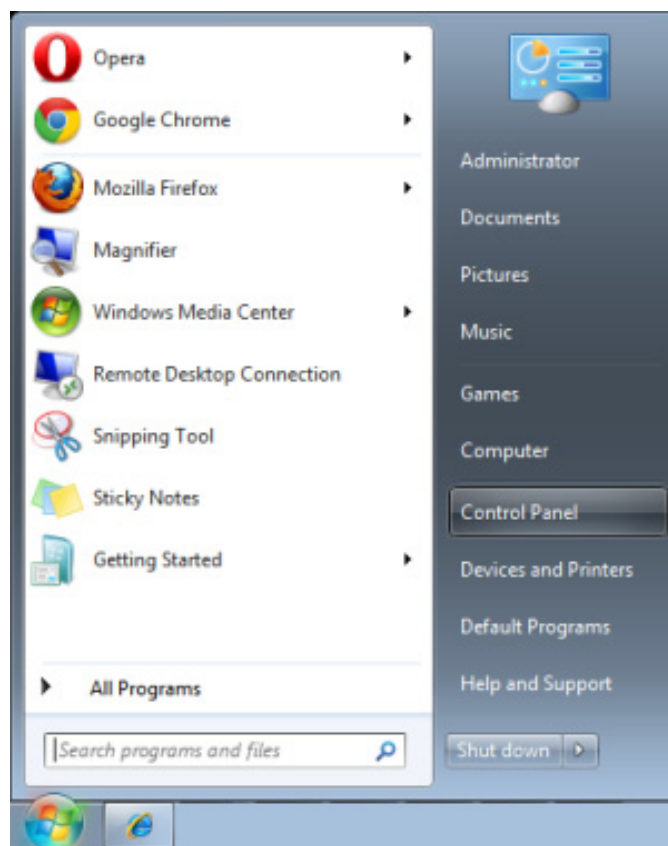 Opera
Google Chrome
Mozilla Firefox
Magnifier
Windows Media Center
Remote Desktop Connection
Snipping Tool
Sticky Notes
Getting Started
All Programs
Search programs and files
Administrator
Documents
Pictures
Music
Games
Computer
Control Panel
Devices and Printers
Default Programs
Help and Support
Shut down